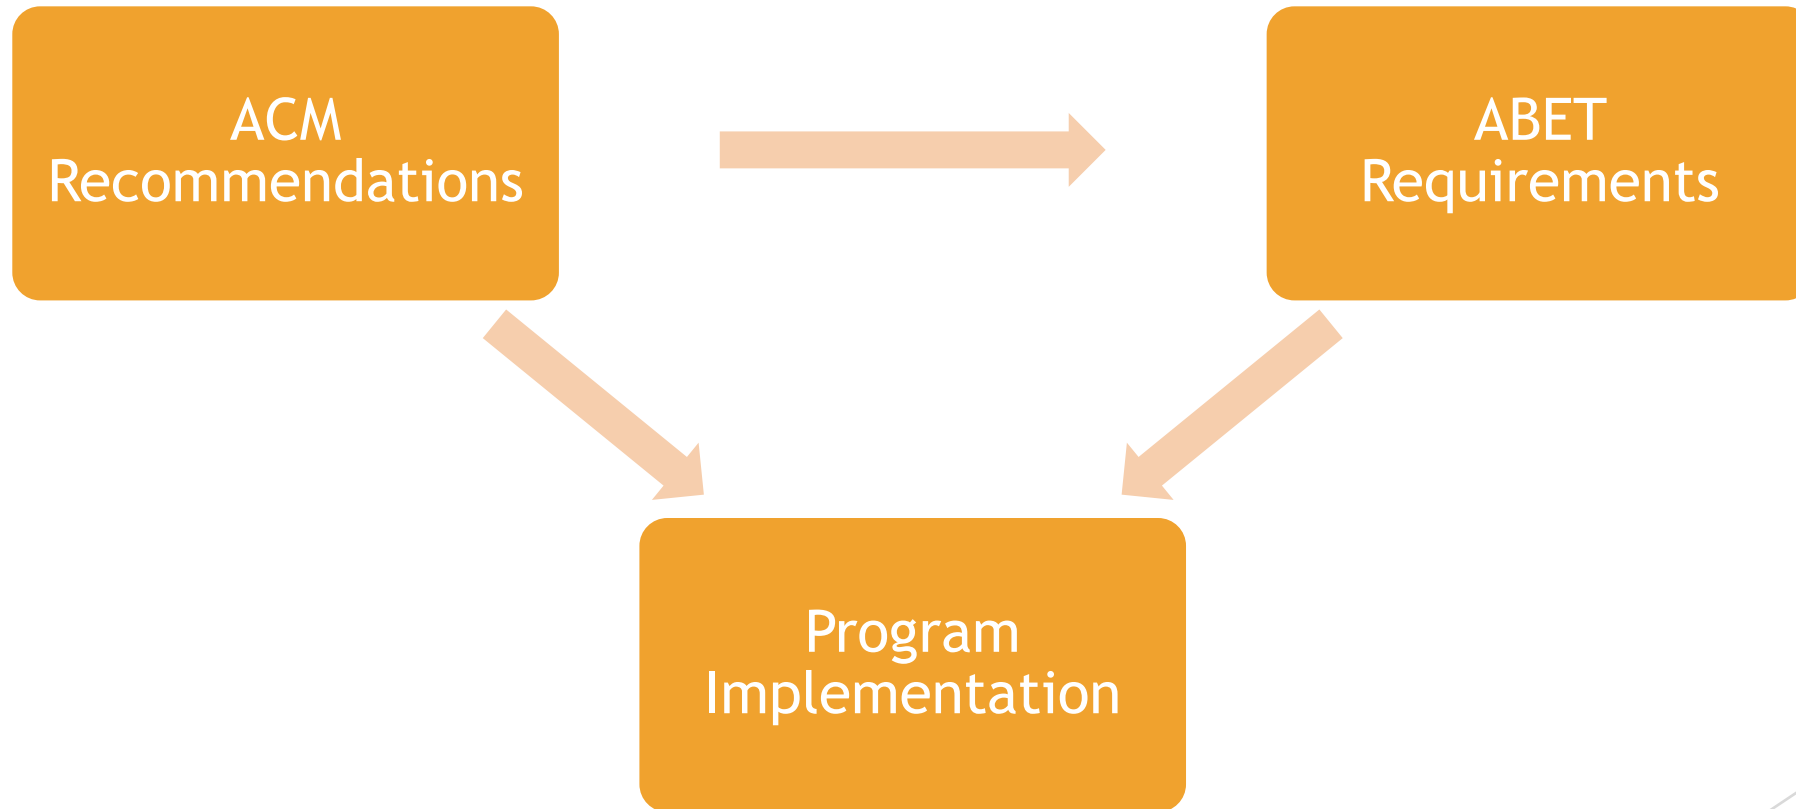 ACM
Recommendations
ABET
Requirements
Program
Implementation